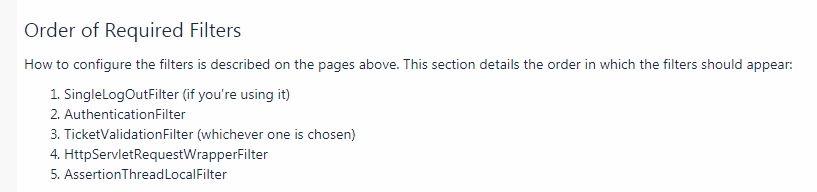 Order of Required Filters
How to configure the filters is described on the pages above. This section details the order in which the filters should appear:
1. SingleLogOutFilter (if you're using it)
2. AuthenticationFilter
3. TicketValidationFilter (whichever one is chosen)
4. HttpServletRequestWrapperFilter
5. AssertionThreadLocalFilter